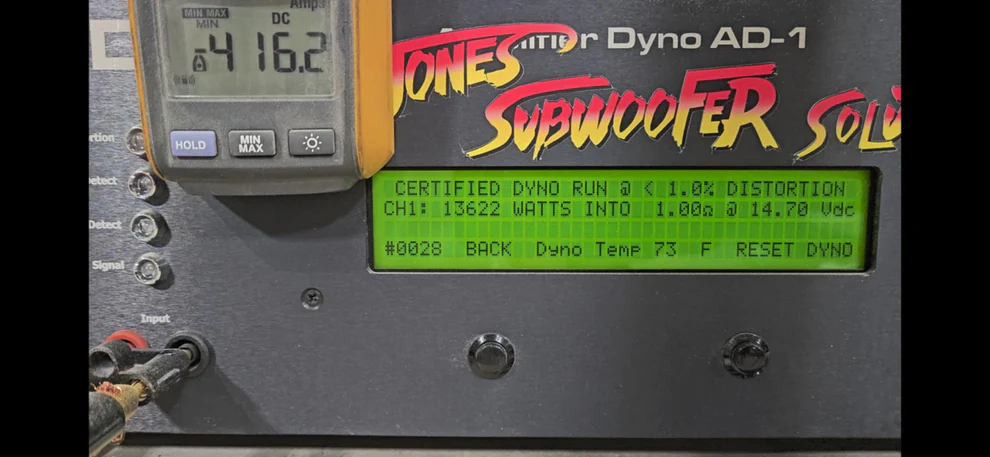 Amps
MIN MAX
DC
MIN
-416.2
HOLD
MIN
MAX
Dyno AD-1
JONES
SUBWOOFER
CERTIFIED DYNO RUN @ < 1.0% DISTORTION
CH1: 13622 WATTS INTO 1.00Ω @ 14.70 Vdc
#0028 BACK Dyno Temp 73 F RESET DYNO
Detect
Signal
Input